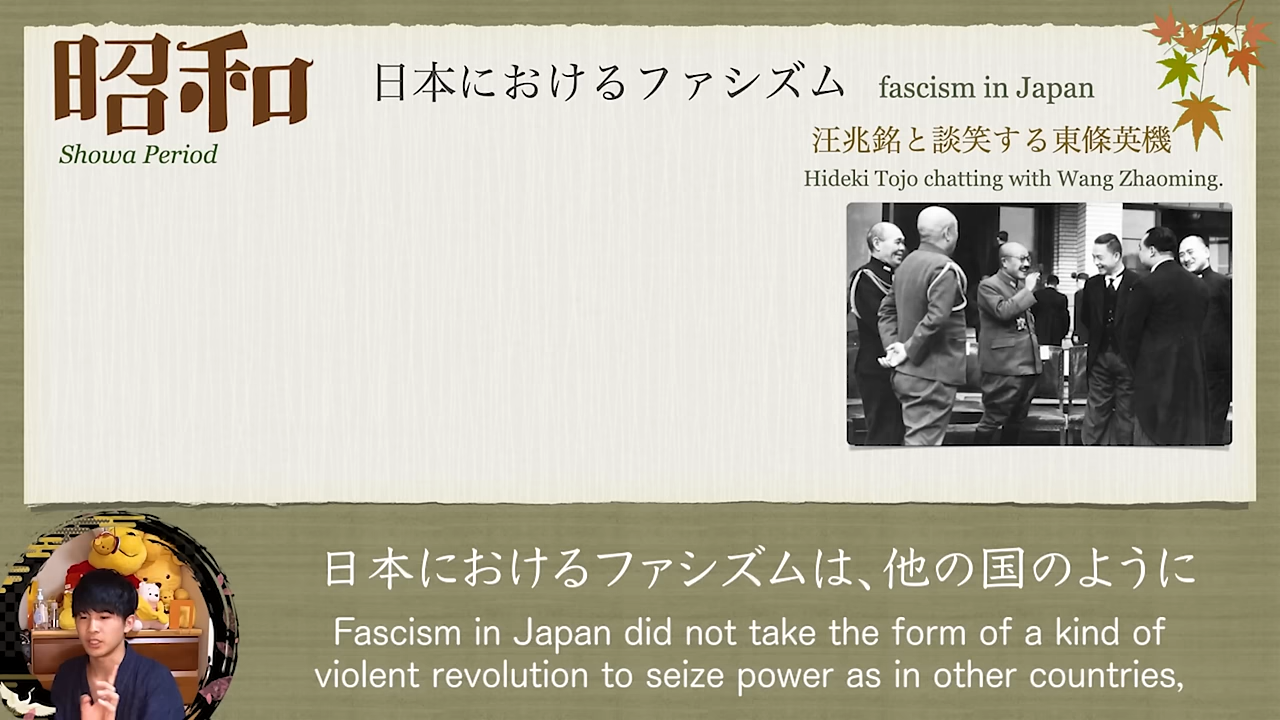 昭和
Showa Period
日本におけるファシズム fascism in Japan
汪兆銘と談笑する東條英機
Hideki Tojo chatting with Wang Zhaoming.
日本におけるファシズムは、他の国のように
Fascism in Japan did not take the form of a kind of
violent revolution to seize power as in other countries,